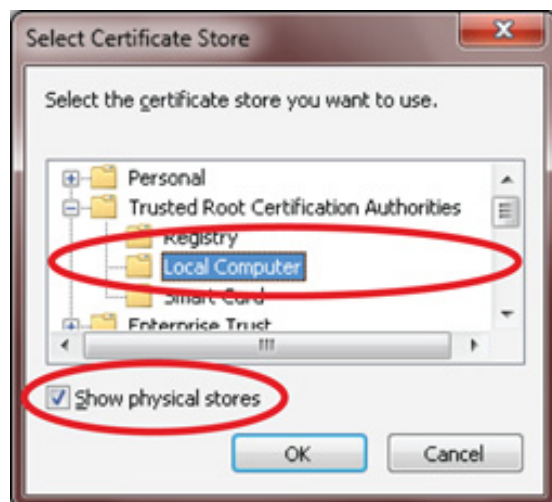 Select Certificate Store
Select the certificate store you want to use.
Personal
Trusted Root Certification Authorities
Registry
Local Computer
Smart Card
Enterprise Trust
Show physical stores
OK
Cancel